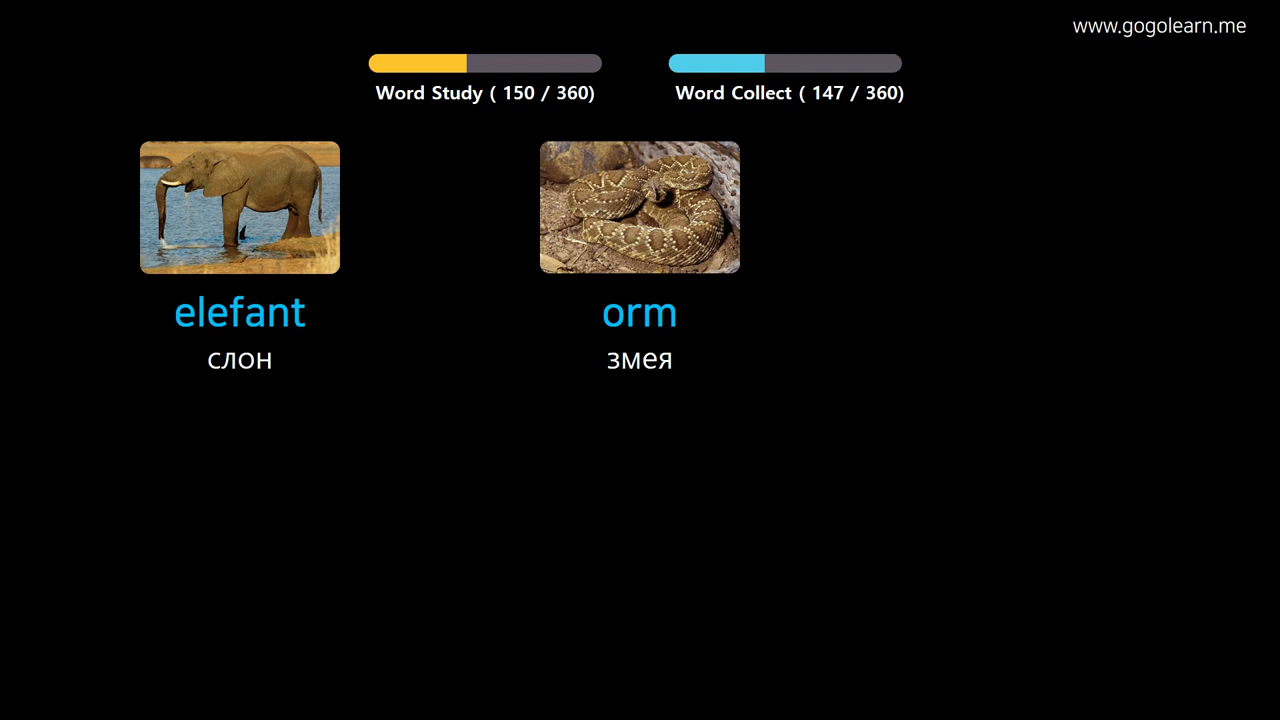 www.gogolearn.me
Word Study ( 150 / 360)
Word Collect ( 147 / 360)
elefant
слон
orm
змея